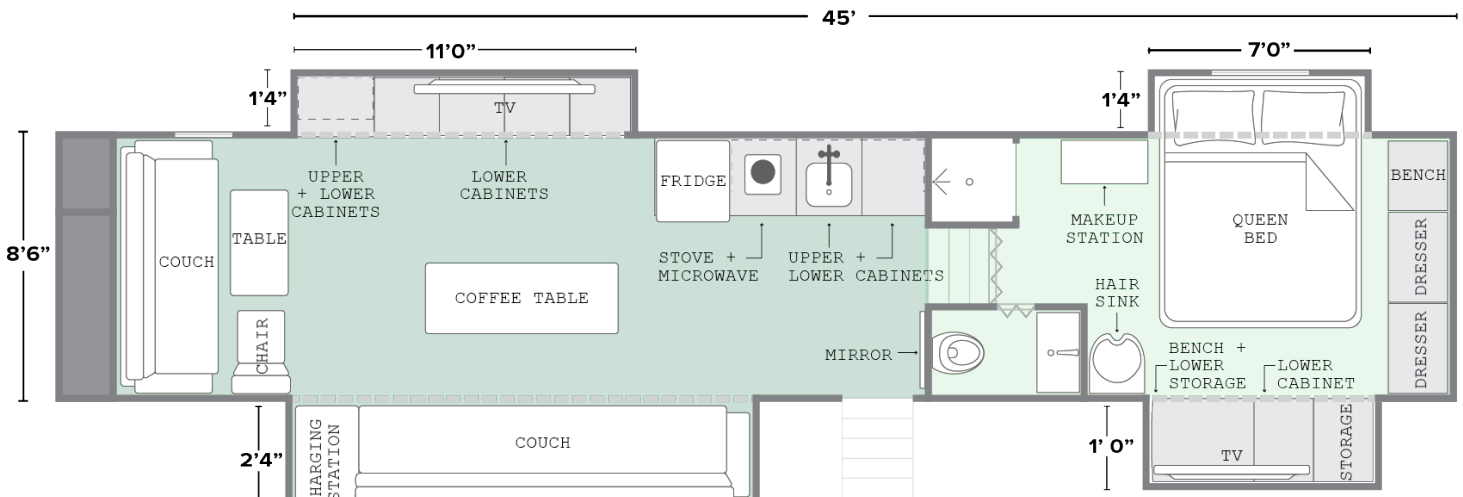 45’
11’0”
7’0”
1’4”
TV
1’4”
UPPER
+ LOWER
CABINETS
LOWER
CABINETS
FRIDGE
BENCH
8’6”
COUCH
TABLE
STOVE +
MICROWAVE
UPPER +
LOWER CABINETS
MAKEUP
STATION
QUEEN
BED
DRESSER
COFFEE TABLE
HAIR
SINK
CHAIR
MIRROR
BENCH +
LOWER
STORAGE
LOWER
CABINET
DRESSER
2’4”
HARGING
STATION
COUCH
1’ 0”
TV
STORAGE